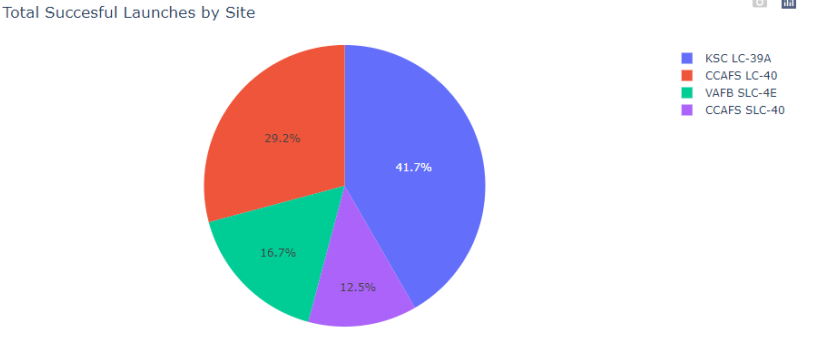 Total Succesful Launches by Site
KSC LC-39A
CCAFS LC-40
VAFB SLC-4E
CCAFS SLC-40
29.2%
41.7%
16.7%
12.5%